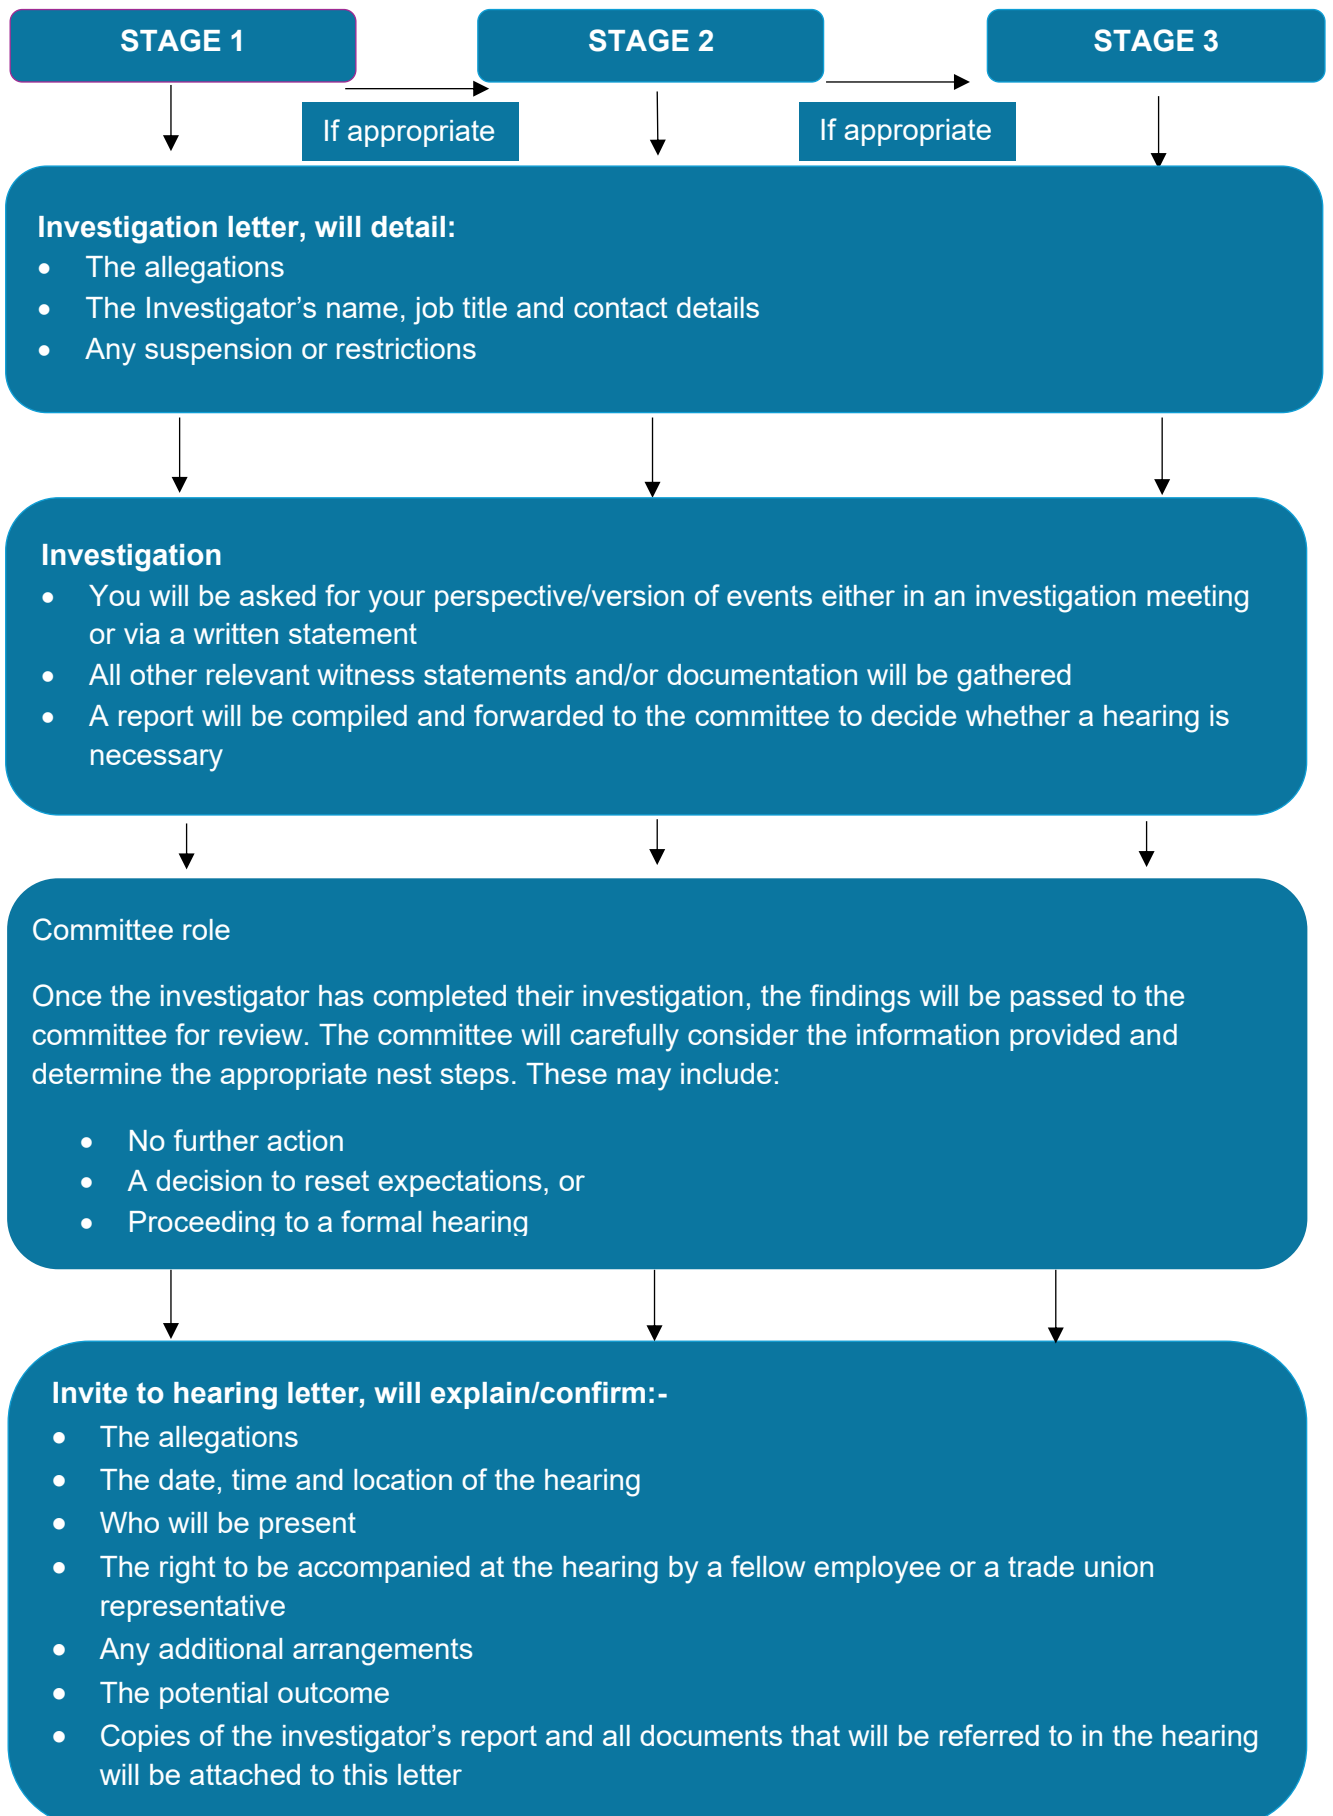 STAGE 1
STAGE 2
STAGE 3
If appropriate
If appropriate
Investigation letter, will detail:
• The allegations
• The Investigator’s name, job title and contact details
• Any suspension or restrictions
Investigation
• You will be asked for your perspective/version of events either in an investigation meeting
or via a written statement
• All other relevant witness statements and/or documentation will be gathered
• A report will be compiled and forwarded to the committee to decide whether a hearing is
necessary
Committee role
Once the investigator has completed their investigation, the findings will be passed to the
committee for review. The committee will carefully consider the information provided and
determine the appropriate nest steps. These may include:
• No further action
• A decision to reset expectations, or
• Proceeding to a formal hearing
Invite to hearing letter, will explain/confirm:-
• The allegations
• The date, time and location of the hearing
• Who will be present
• The right to be accompanied at the hearing by a fellow employee or a trade union
representative
• Any additional arrangements
• The potential outcome
• Copies of the investigator’s report and all documents that will be referred to in the hearing
will be attached to this letter